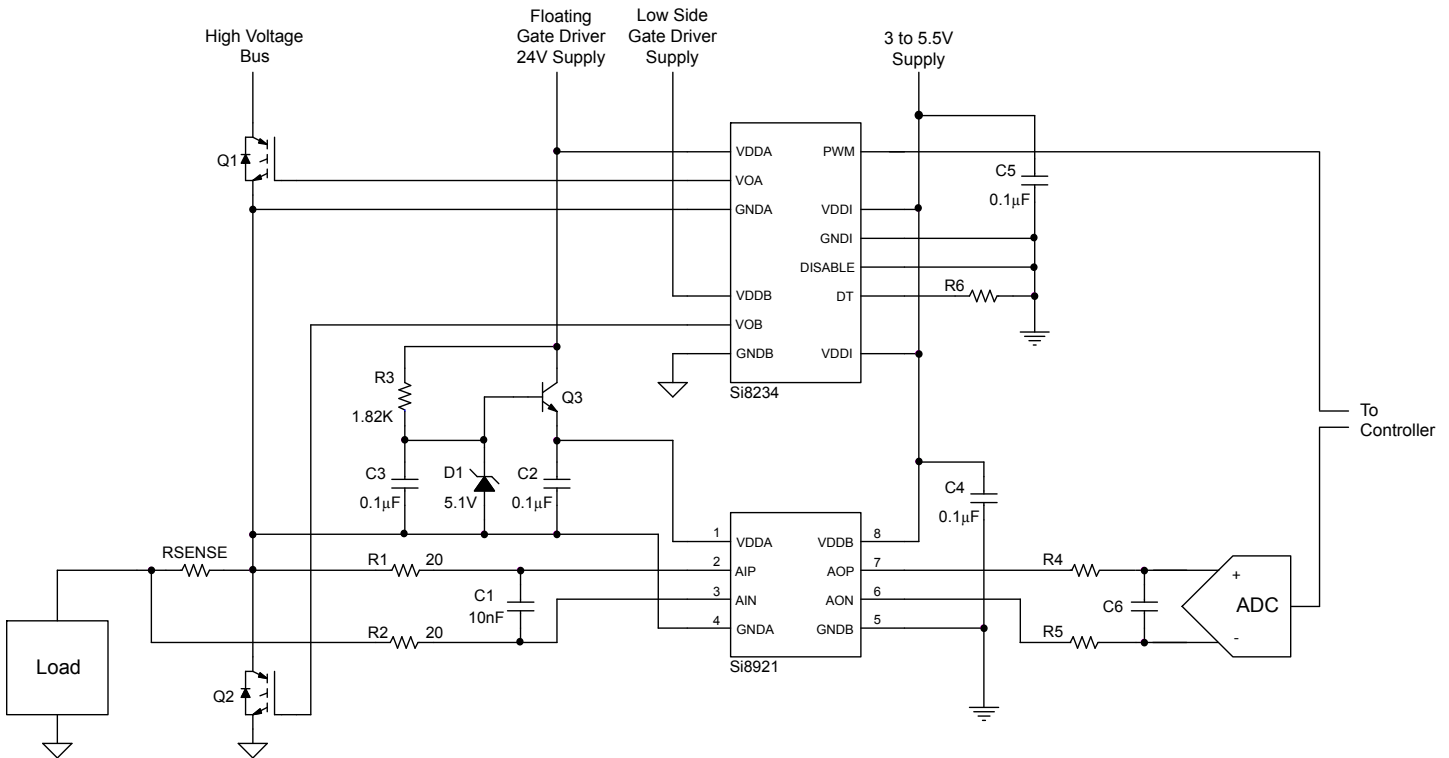 Floating
Gate Driver
24V Supply
Low Side
Gate Driver
Supply
High Voltage
Bus
3 to 5.5V
Supply
Q1
VDDA
PWM
VOA
C5
0.1μF
GNDA
VDDI
GNDI
DISABLE
VDDB
DT
R6
VOB
GNDB
VDDI
Si8234
R3
1.82K
Q3
To
Controller
C3
0.1μF
D1
5.1V
C2
0.1μF
C4
0.1μF
RSENSE
R1
20
1
VDDA
VDDB
8
2
AIP
AOP
7
R4
C1
10nF
3
AIN
AON
6
C6
+
ADC
-
R2
20
4
GNDA
GNDB
5
R5
Si8921
Load
Q2